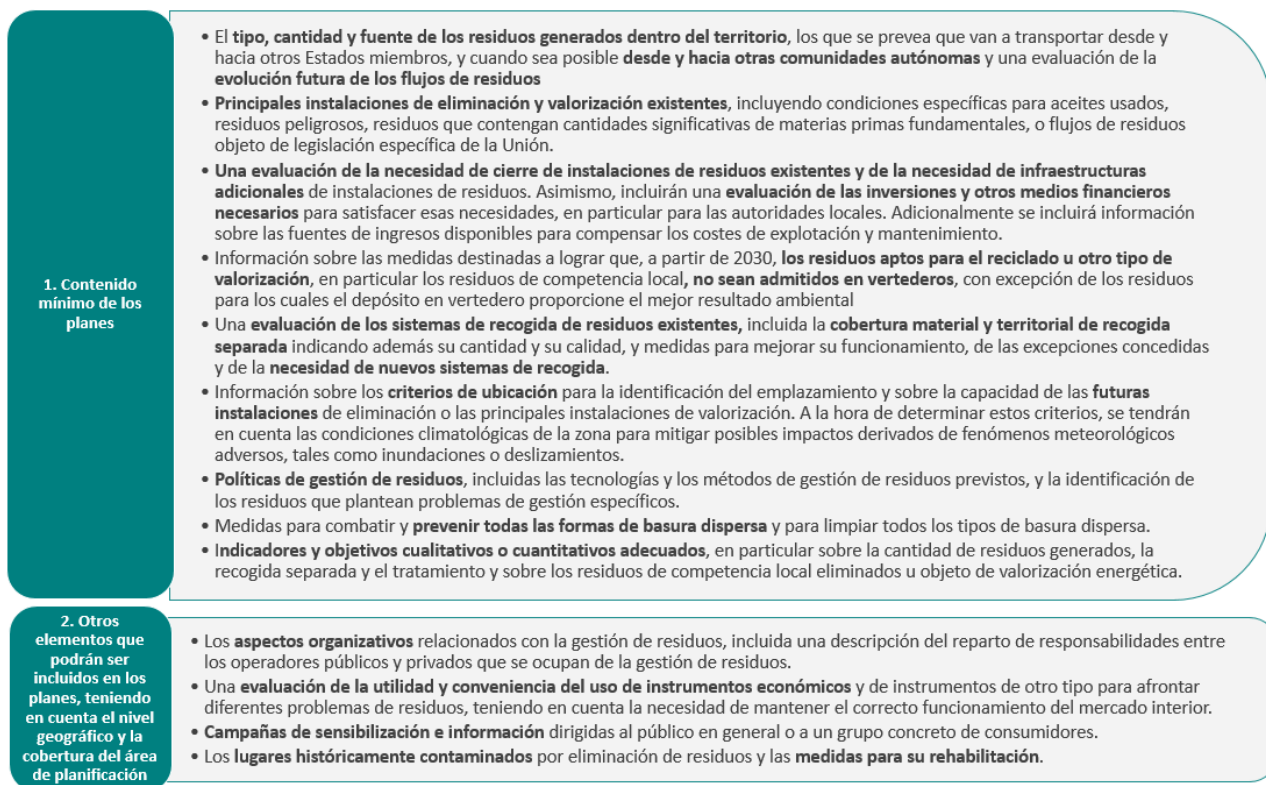 1. Contenido
mínimo de los
planes
• El tipo, cantidad y fuente de los residuos generados dentro del territorio, los que se prevea que van a transportar desde y
hacia otros Estados miembros, y cuando sea posible desde y hacia otras comunidades autónomas y una evaluación de la
evolución futura de los flujos de residuos
• Principales instalaciones de eliminación y valorización existentes, incluyendo condiciones específicas para aceites usados,
residuos peligrosos, residuos que contengan cantidades significativas de materias primas fundamentales, o flujos de residuos
objeto de legislación específica de la Unión.
• Una evaluación de la necesidad de cierre de instalaciones de residuos existentes y de la necesidad de infraestructuras
adicionales de instalaciones de residuos. Asimismo, incluirán una evaluación de las inversiones y otros medios financieros
necesarios para satisfacer esas necesidades, en particular para las autoridades locales. Adicionalmente se incluirá información
sobre las fuentes de ingresos disponibles para compensar los costes de explotación y mantenimiento.
• Información sobre las medidas destinadas a lograr que, a partir de 2030, los residuos aptos para el reciclado u otro tipo de
valorización, en particular los residuos de competencia local, no sean admitidos en vertederos, con excepción de los residuos
para los cuales el depósito en vertedero proporcione el mejor resultado ambiental
• Una evaluación de los sistemas de recogida de residuos existentes, incluida la cobertura material y territorial de recogida
separada indicando además su cantidad y su calidad, y medidas para mejorar su funcionamiento, de las excepciones concedidas
y de la necesidad de nuevos sistemas de recogida.
• Información sobre los criterios de ubicación para la identificación del emplazamiento y sobre la capacidad de las futuras
instalaciones de eliminación o las principales instalaciones de valorización. A la hora de determinar estos criterios, se tendrán
en cuenta las condiciones climatológicas de la zona para mitigar posibles impactos derivados de fenómenos meteorológicos
adversos, tales como inundaciones o deslizamientos.
• Políticas de gestión de residuos, incluidas las tecnologías y los métodos de gestión de residuos previstos, y la identificación de
los residuos que plantean problemas de gestión específicos.
• Medidas para combatir y prevenir todas las formas de basura dispersa y para limpiar todos los tipos de basura dispersa.
• Indicadores y objetivos cualitativos o cuantitativos adecuados, en particular sobre la cantidad de residuos generados, la
recogida separada y el tratamiento y sobre los residuos de competencia local eliminados u objeto de valorización energética.
2. Otros
elementos que
podrán ser
incluidos en los
planes, teniendo
en cuenta el nivel
geográfico y la
cobertura del área
de planificación
• Los aspectos organizativos relacionados con la gestión de residuos, incluida una descripción del reparto de responsabilidades entre
los operadores públicos y privados que se ocupan de la gestión de residuos.
• Una evaluación de la utilidad y conveniencia del uso de instrumentos económicos y de instrumentos de otro tipo para afrontar
diferentes problemas de residuos, teniendo en cuenta la necesidad de mantener el correcto funcionamiento del mercado interior.
• Campañas de sensibilización e información dirigidas al público en general o a un grupo concreto de consumidores.
• Los lugares históricamente contaminados por eliminación de residuos y las medidas para su rehabilitación.